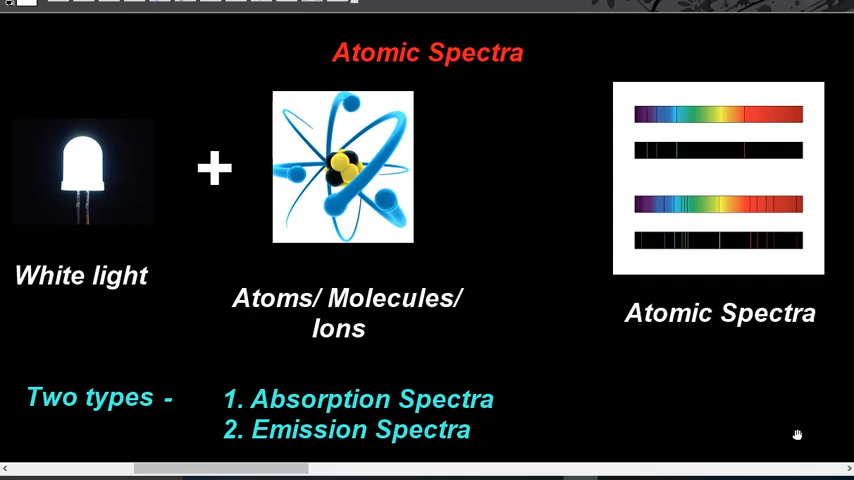 Atomic Spectra
+
White light
Atoms/ Molecules/
Ions
Atomic Spectra
Two types -
1. Absorption Spectra
2. Emission Spectra